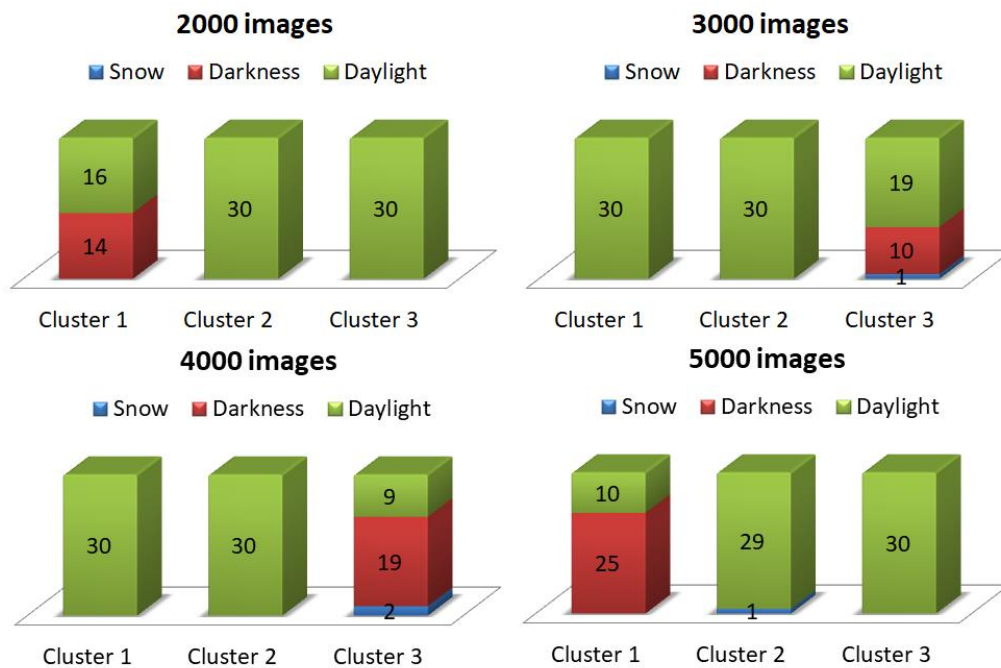 2000 images
Snow Darkness Daylight
16
14
30
30
Cluster 1 Cluster 2 Cluster 3
3000 images
Snow Darkness Daylight
30
30
19
10
1
Cluster 1 Cluster 2 Cluster 3
4000 images
Snow Darkness Daylight
30
30
9
19
2
Cluster 1 Cluster 2 Cluster 3
5000 images
Snow Darkness Daylight
10
25
29
1
30
Cluster 1 Cluster 2 Cluster 3